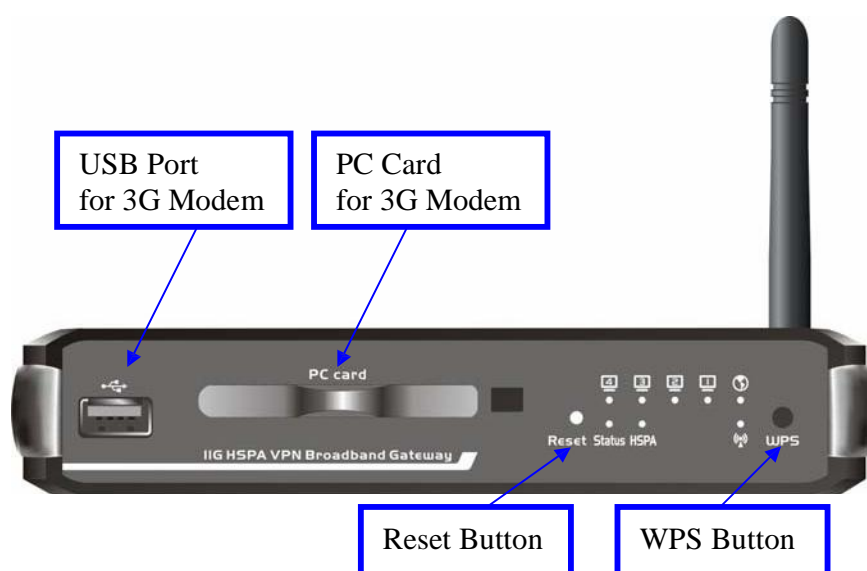 USB Port
for 3G Modem
PC Card
for 3G Modem
PC card
4 3 2 1
Reset Status HSPA WPS
11G HSPA VPN Broadband Gateway
Reset Button
WPS Button